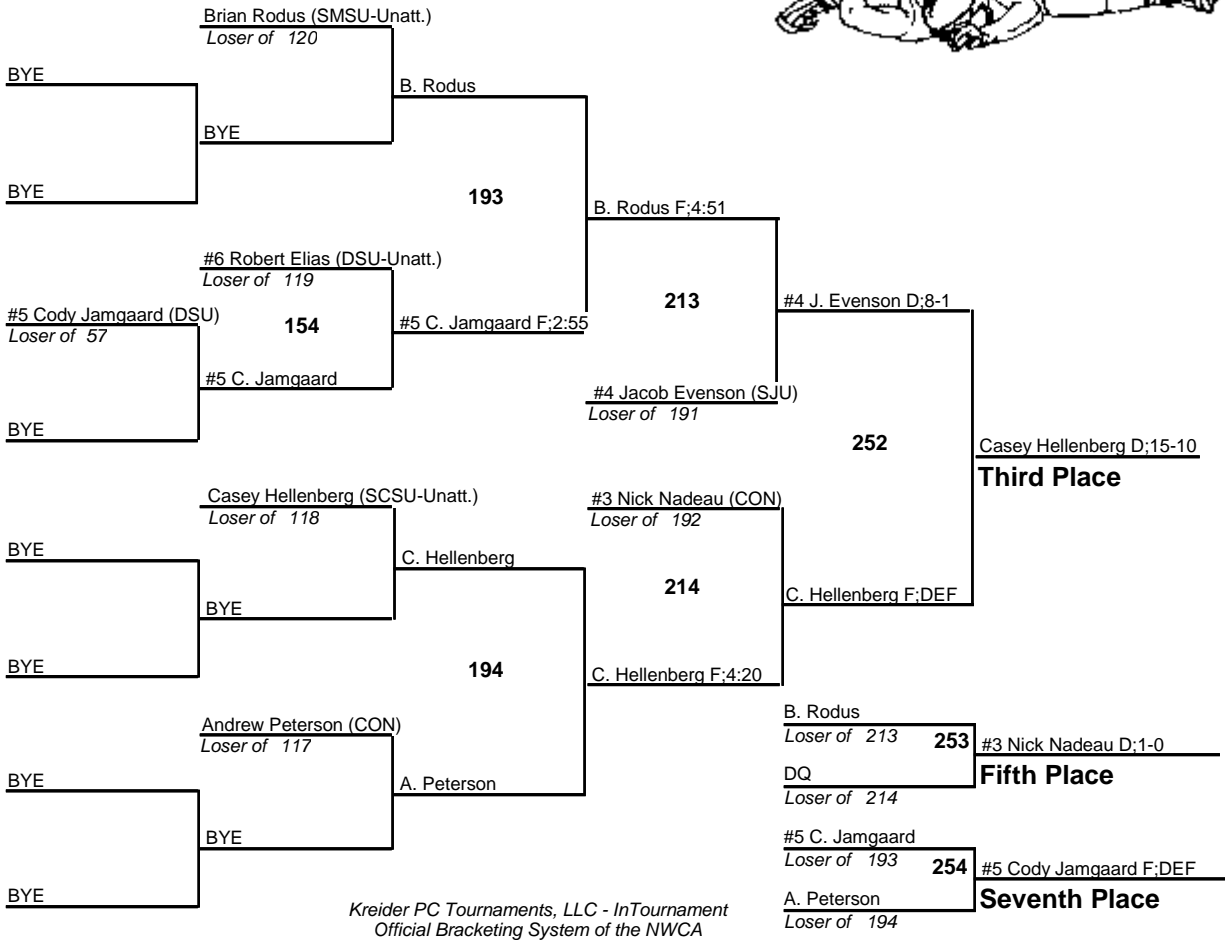 Brian Rodus (SMSU-Unatt.)
Loser of 120
BYE
B. Rodus
BYE
BYE
193
B. Rodus F;4:51
#6 Robert Elias (DSU-Unatt.)
Loser of 119
#5 Cody Jamgaard (DSU)
Loser of 57
154
#5 C. Jamgaard F;2:55
213
#4 J. Evenson D;8-1
#5 C. Jamgaard
#4 Jacob Evenson (SJU)
Loser of 191
BYE
252
Casey Hellenberg D;15-10
Third Place
Casey Hellenberg (SCSU-Unatt.)
Loser of 118
#3 Nick Nadeau (CON)
Loser of 192
BYE
C. Hellenberg
214
C. Hellenberg F;DEF
BYE
BYE
194
C. Hellenberg F;4:20
Andrew Peterson (CON)
Loser of 117
B. Rodus
Loser of 213
253
#3 Nick Nadeau D;1-0
Fifth Place
DQ
Loser of 214
BYE
A. Peterson
BYE
#5 C. Jamgaard
Loser of 193
254
#5 Cody Jamgaard F;DEF
Seventh Place
A. Peterson
Loser of 194
BYE
Kreider PC Tournaments, LLC - InTournament
Official Bracketing System of the NWCA